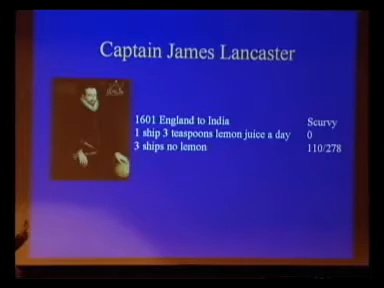 Captain James Lancaster
1601 England to India
Scurvy
1 ship 3 teaspoons lemon juice a day 0
3 ships no lemon 110/278